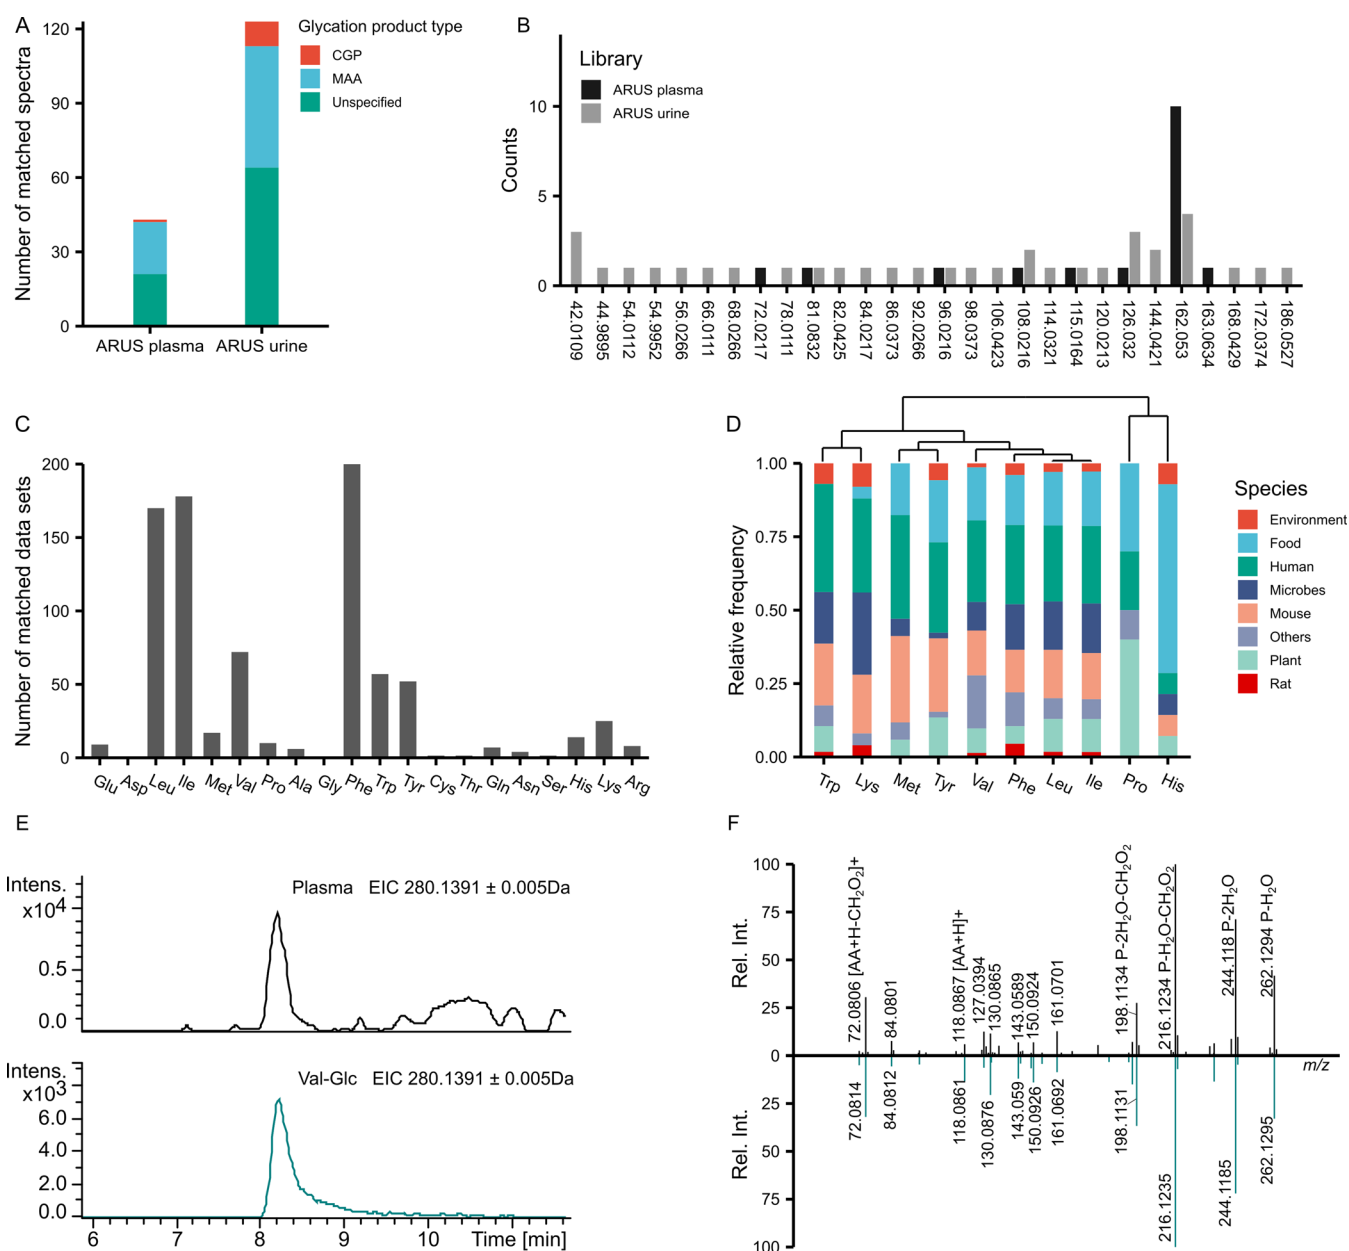 A
Glycation product type
CGP
MAA
Unspecified
Number of matched spectra
120
90
60
30
0
ARUS plasma
ARUS urine
B
Library
ARUS plasma
ARUS urine
Counts
10
5
0
42.0109
44.9895
54.0112
54.9952
56.0266
66.0111
68.0266
72.0217
78.0111
81.0832
82.0425
84.0217
86.0373
92.0266
96.0216
98.0373
106.0423
108.0216
114.0321
115.0164
120.0213
126.032
144.0421
162.053
163.0634
168.0429
172.0374
186.0527
C
Number of matched data sets
200
150
100
50
0
Glu
Asp
Leu
Ile
Met
Val
Pro
Ala
Gly
Phe
Trp
Tyr
Cys
Thr
Gln
Asn
Ser
His
Lys
Arg
D
Relative frequency
1.00
0.75
0.50
0.25
0.00
Trp
Lys
Met
Tyr
Val
Phe
Leu
Ile
Pro
His
Species
Environment
Food
Human
Microbes
Mouse
Others
Plant
Rat
E
Intens.
x10⁴
0.5
0.0
Plasma EIC 280.1391 ± 0.005Da
Intens.
x10³
6.0
4.0
2.0
0.0
Val-Glc EIC 280.1391 ± 0.005Da
6
7
8
9
10
Time [min]
F
Rel. Int.
100
75
50
25
0
25
50
75
100
Rel. Int.
72.0806 [AA+H-CH₂O₂]+
84.0801
118.0867 [AA+H]+
127.0394
130.0865
143.0589
150.0924
161.0701
198.1134 P-2H₂O-CH₂O₂
216.1234 P-H₂O-CH₂O₂
244.118 P-2H₂O
262.1294 P-H₂O
m/z
72.0814
84.0812
118.0861
130.0876
143.059
150.0926
161.0692
198.1131
216.1235
244.1185
262.1295